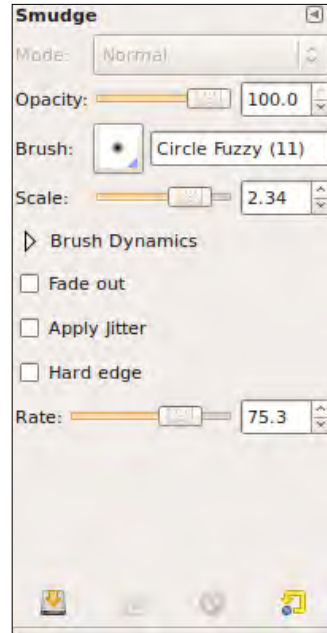 Smudge
Mode: Normal
Opacity: 100.0
Brush: Circle Fuzzy (11)
Scale: 2.34
Brush Dynamics
Fade out
Apply Jitter
Hard edge
Rate: 75.3